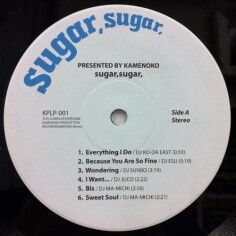 sugar, sugar,
PRESENTED BY KAMENOKO
sugar,sugar,
KPLP-001
Side A
Stereo
1. Everything I Do / DJ KO-DA EAST (3:33)
2. Because You Are So Fine / DJ ESU (5:19)
3. Wondering / DJ SUNBO (3:19)
4. I Want... / DJ A/CO (2:22)
5. Bis / DJ MA-MICHI (2:16)
6. Sweet Soul / DJ MA-MICHI (2:27)